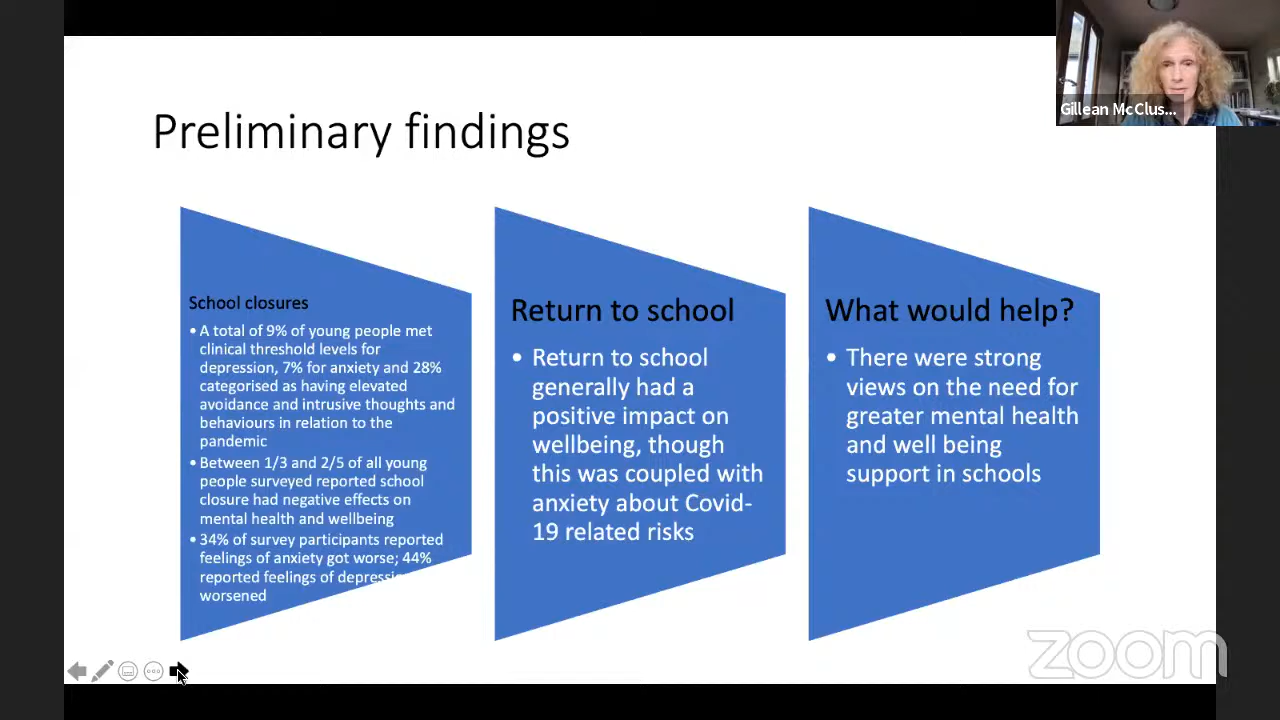 Gillean McClus...
Preliminary findings
School closures
• A total of 9% of young people met
clinical threshold levels for
depression, 7% for anxiety and 28%
categorised as having elevated
avoidance and intrusive thoughts and
behaviours in relation to the
pandemic
• Between 1/3 and 2/5 of all young
people surveyed reported school
closure had negative effects on
mental health and wellbeing
• 34% of survey participants reported
feelings of anxiety got worse; 44%
reported feelings of depression
worsened
Return to school
• Return to school
generally had a
positive impact on
wellbeing, though
this was coupled with
anxiety about Covid-
19 related risks
What would help?
• There were strong
views on the need for
greater mental health
and well being
support in schools
zoom